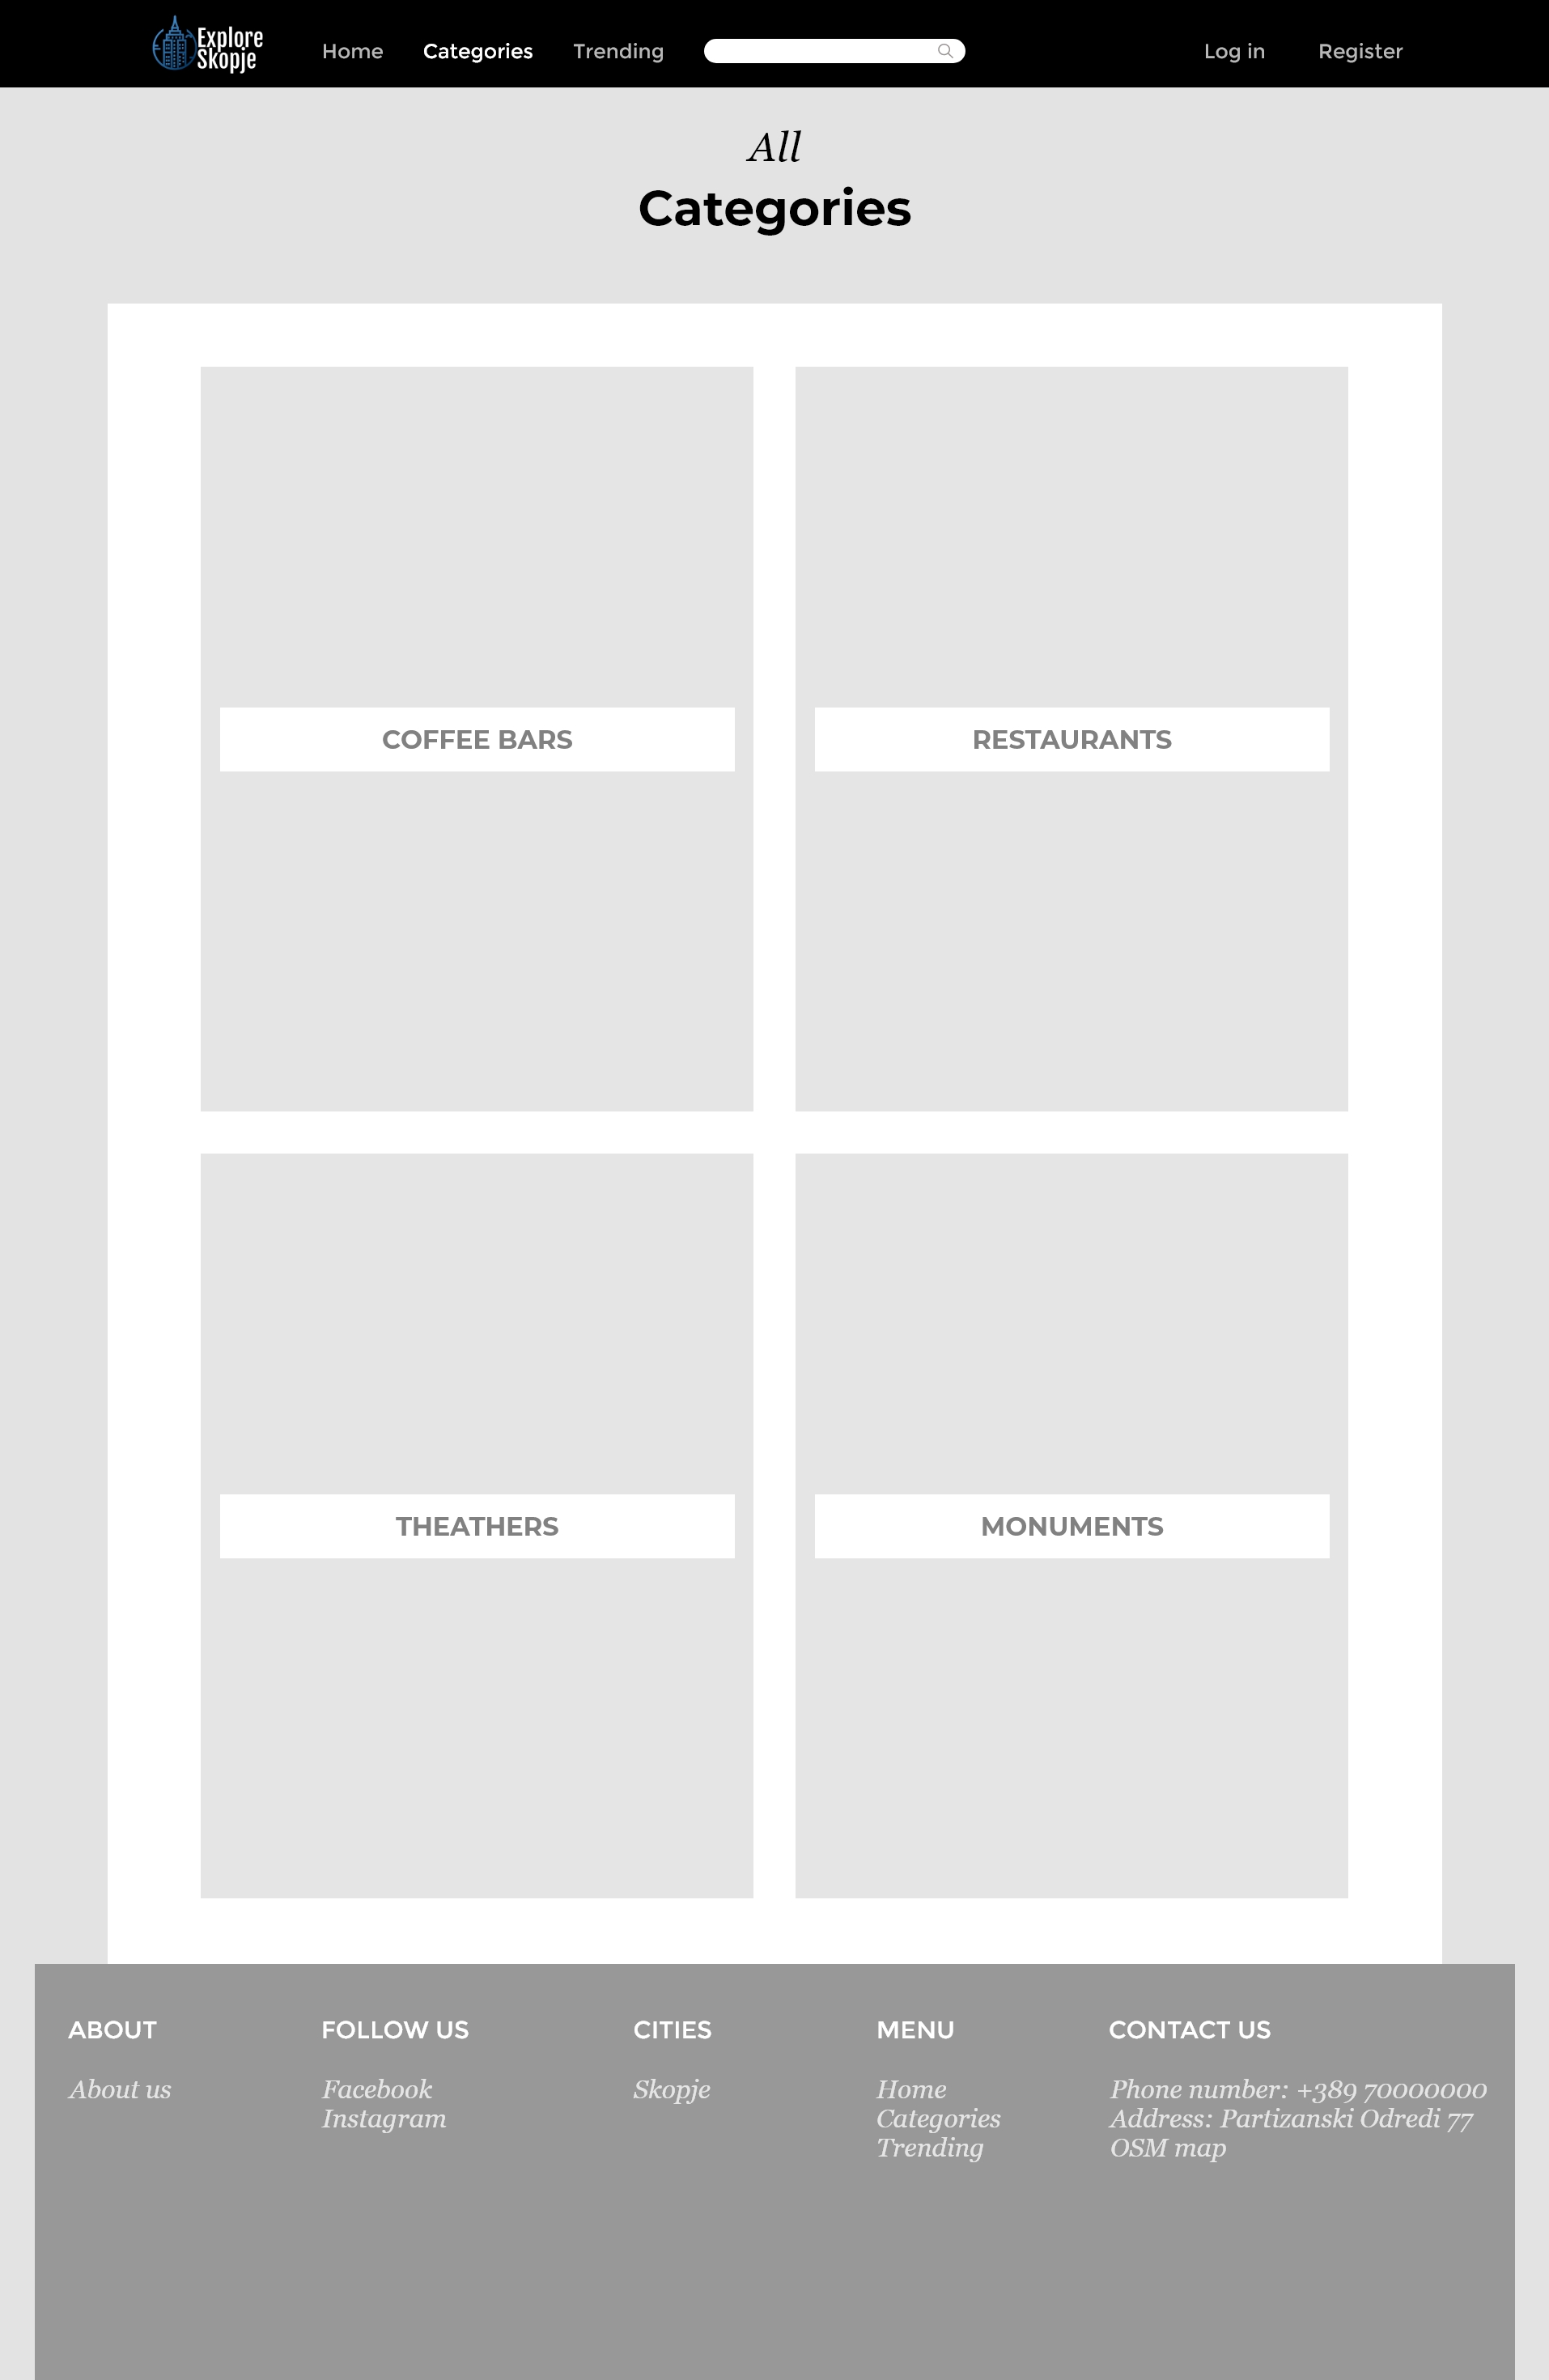 Explore
Skopje
Home
Categories
Trending
Log in
Register
All
Categories
COFFEE BARS
RESTAURANTS
THEATHERS
MONUMENTS
ABOUT
About us
FOLLOW US
Facebook
Instagram
CITIES
Skopje
MENU
Home
Categories
Trending
CONTACT US
Phone number: +389 70000000
Address: Partizanski Odredi 77
OSM map